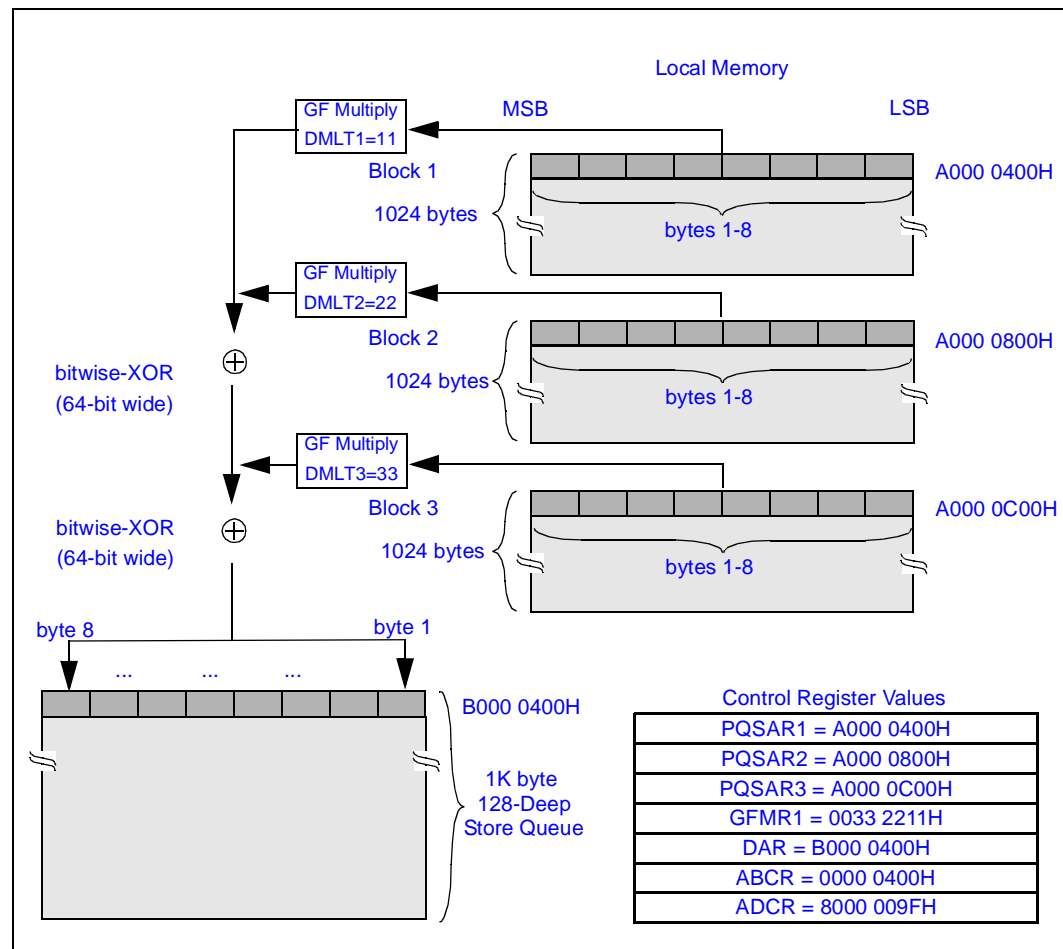 Local Memory
GF Multiply
DMLT1=11
MSB
LSB
Block 1
A000 0400H
1024 bytes
bytes 1-8
GF Multiply
DMLT2=22
Block 2
A000 0800H
bitwise-XOR
(64-bit wide)
1024 bytes
bytes 1-8
GF Multiply
DMLT3=33
Block 3
A000 0C00H
bitwise-XOR
(64-bit wide)
1024 bytes
bytes 1-8
byte 8
byte 1
... ... ...
B000 0400H
1K byte
128-Deep
Store Queue
Control Register Values
PQSAR1 = A000 0400H
PQSAR2 = A000 0800H
PQSAR3 = A000 0C00H
GFMR1 = 0033 2211H
DAR = B000 0400H
ABCR = 0000 0400H
ADCR = 8000 009FH